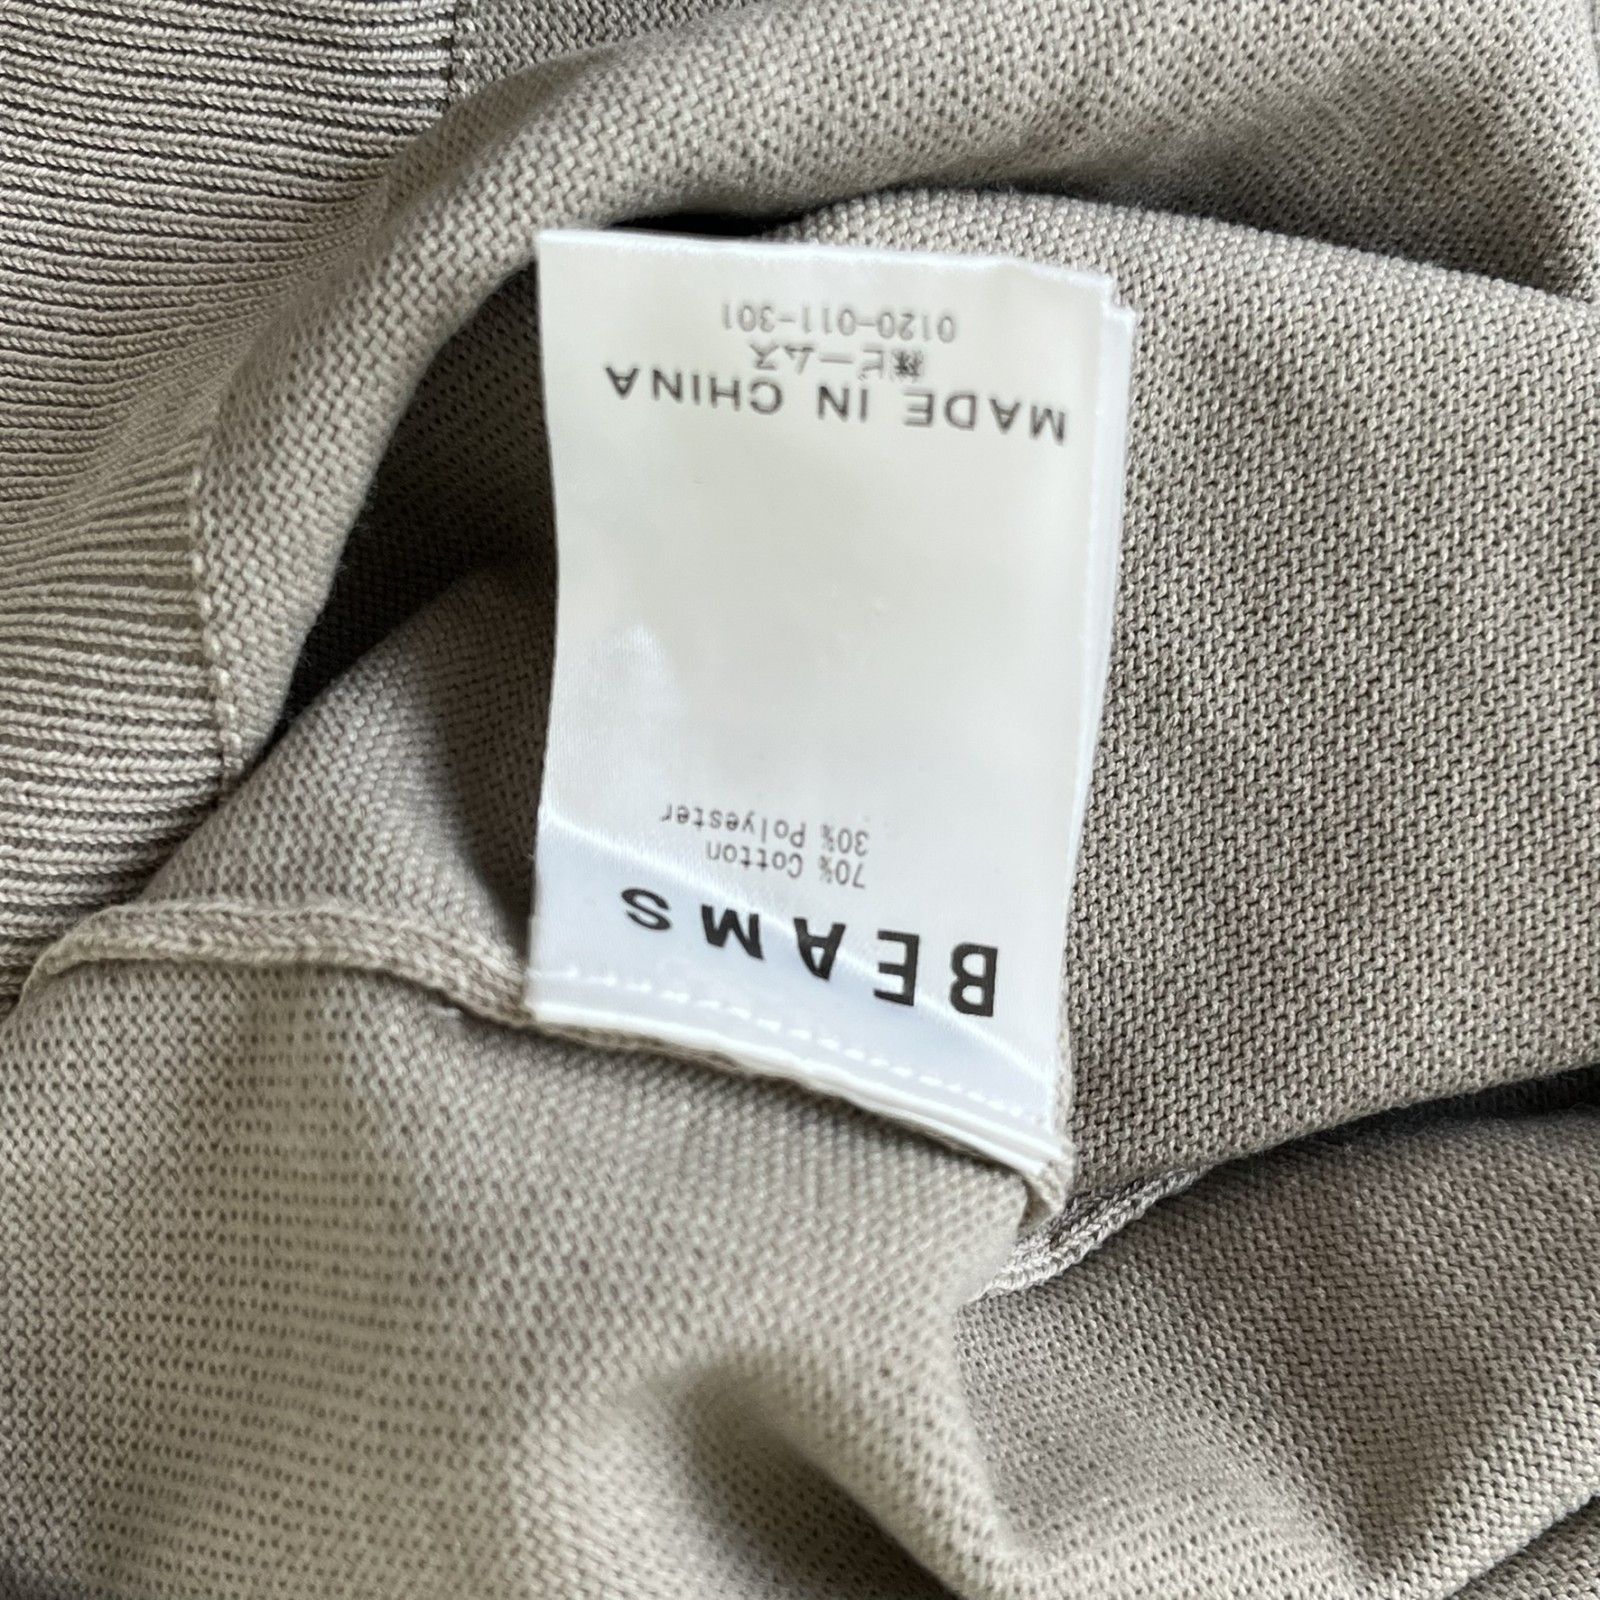 BEAMS
70% Cotton
30% Polyester
MADE IN CHINA
㈱ビームス
0120-011-301